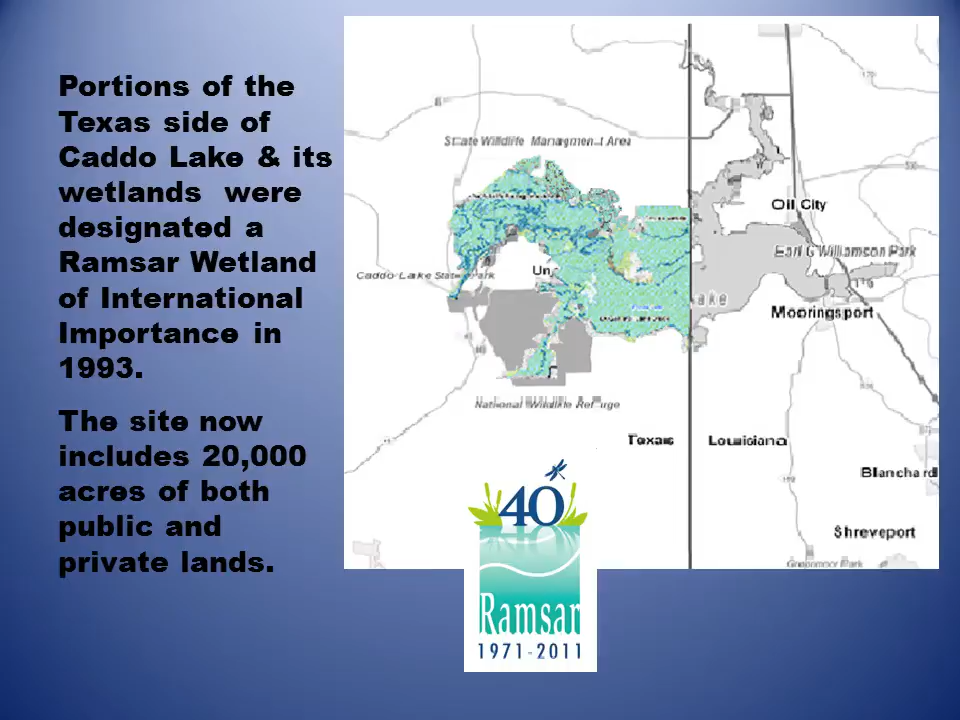 Portions of the
Texas side of
Caddo Lake & its
wetlands were
designated a
Ramsar Wetland
of International
Importance in
1993.
The site now
includes 20,000
acres of both
public and
private lands.
State Wildlife Management Area
Oil City
Earl G Williamson Park
Caddo Lake State Park
Un
Lake
Mooringsport
National Wildlife Refuge
Texas
Louisiana
Blanchard
Shreveport
40
Ramsar
1971-2011